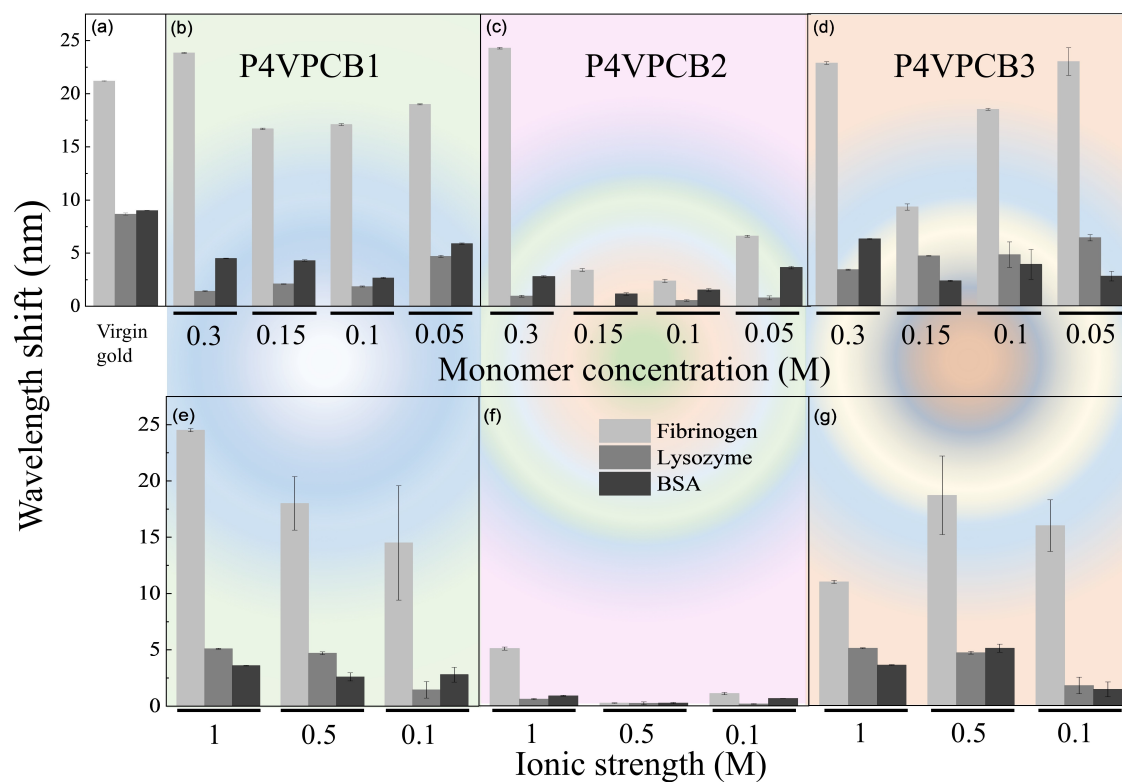 (a) (b) (c) (d)
P4VPCB1 P4VPCB2 P4VPCB3
25
20
15
10
5
0
Virgin
gold
0.3 0.15 0.1 0.05 0.3 0.15 0.1 0.05 0.3 0.15 0.1 0.05
Monomer concentration (M)
Wavelength shift (nm)
(e) (f) (g)
Fibrinogen
Lysozyme
BSA
25
20
15
10
5
0
1 0.5 0.1 1 0.5 0.1 1 0.5 0.1
Ionic strength (M)